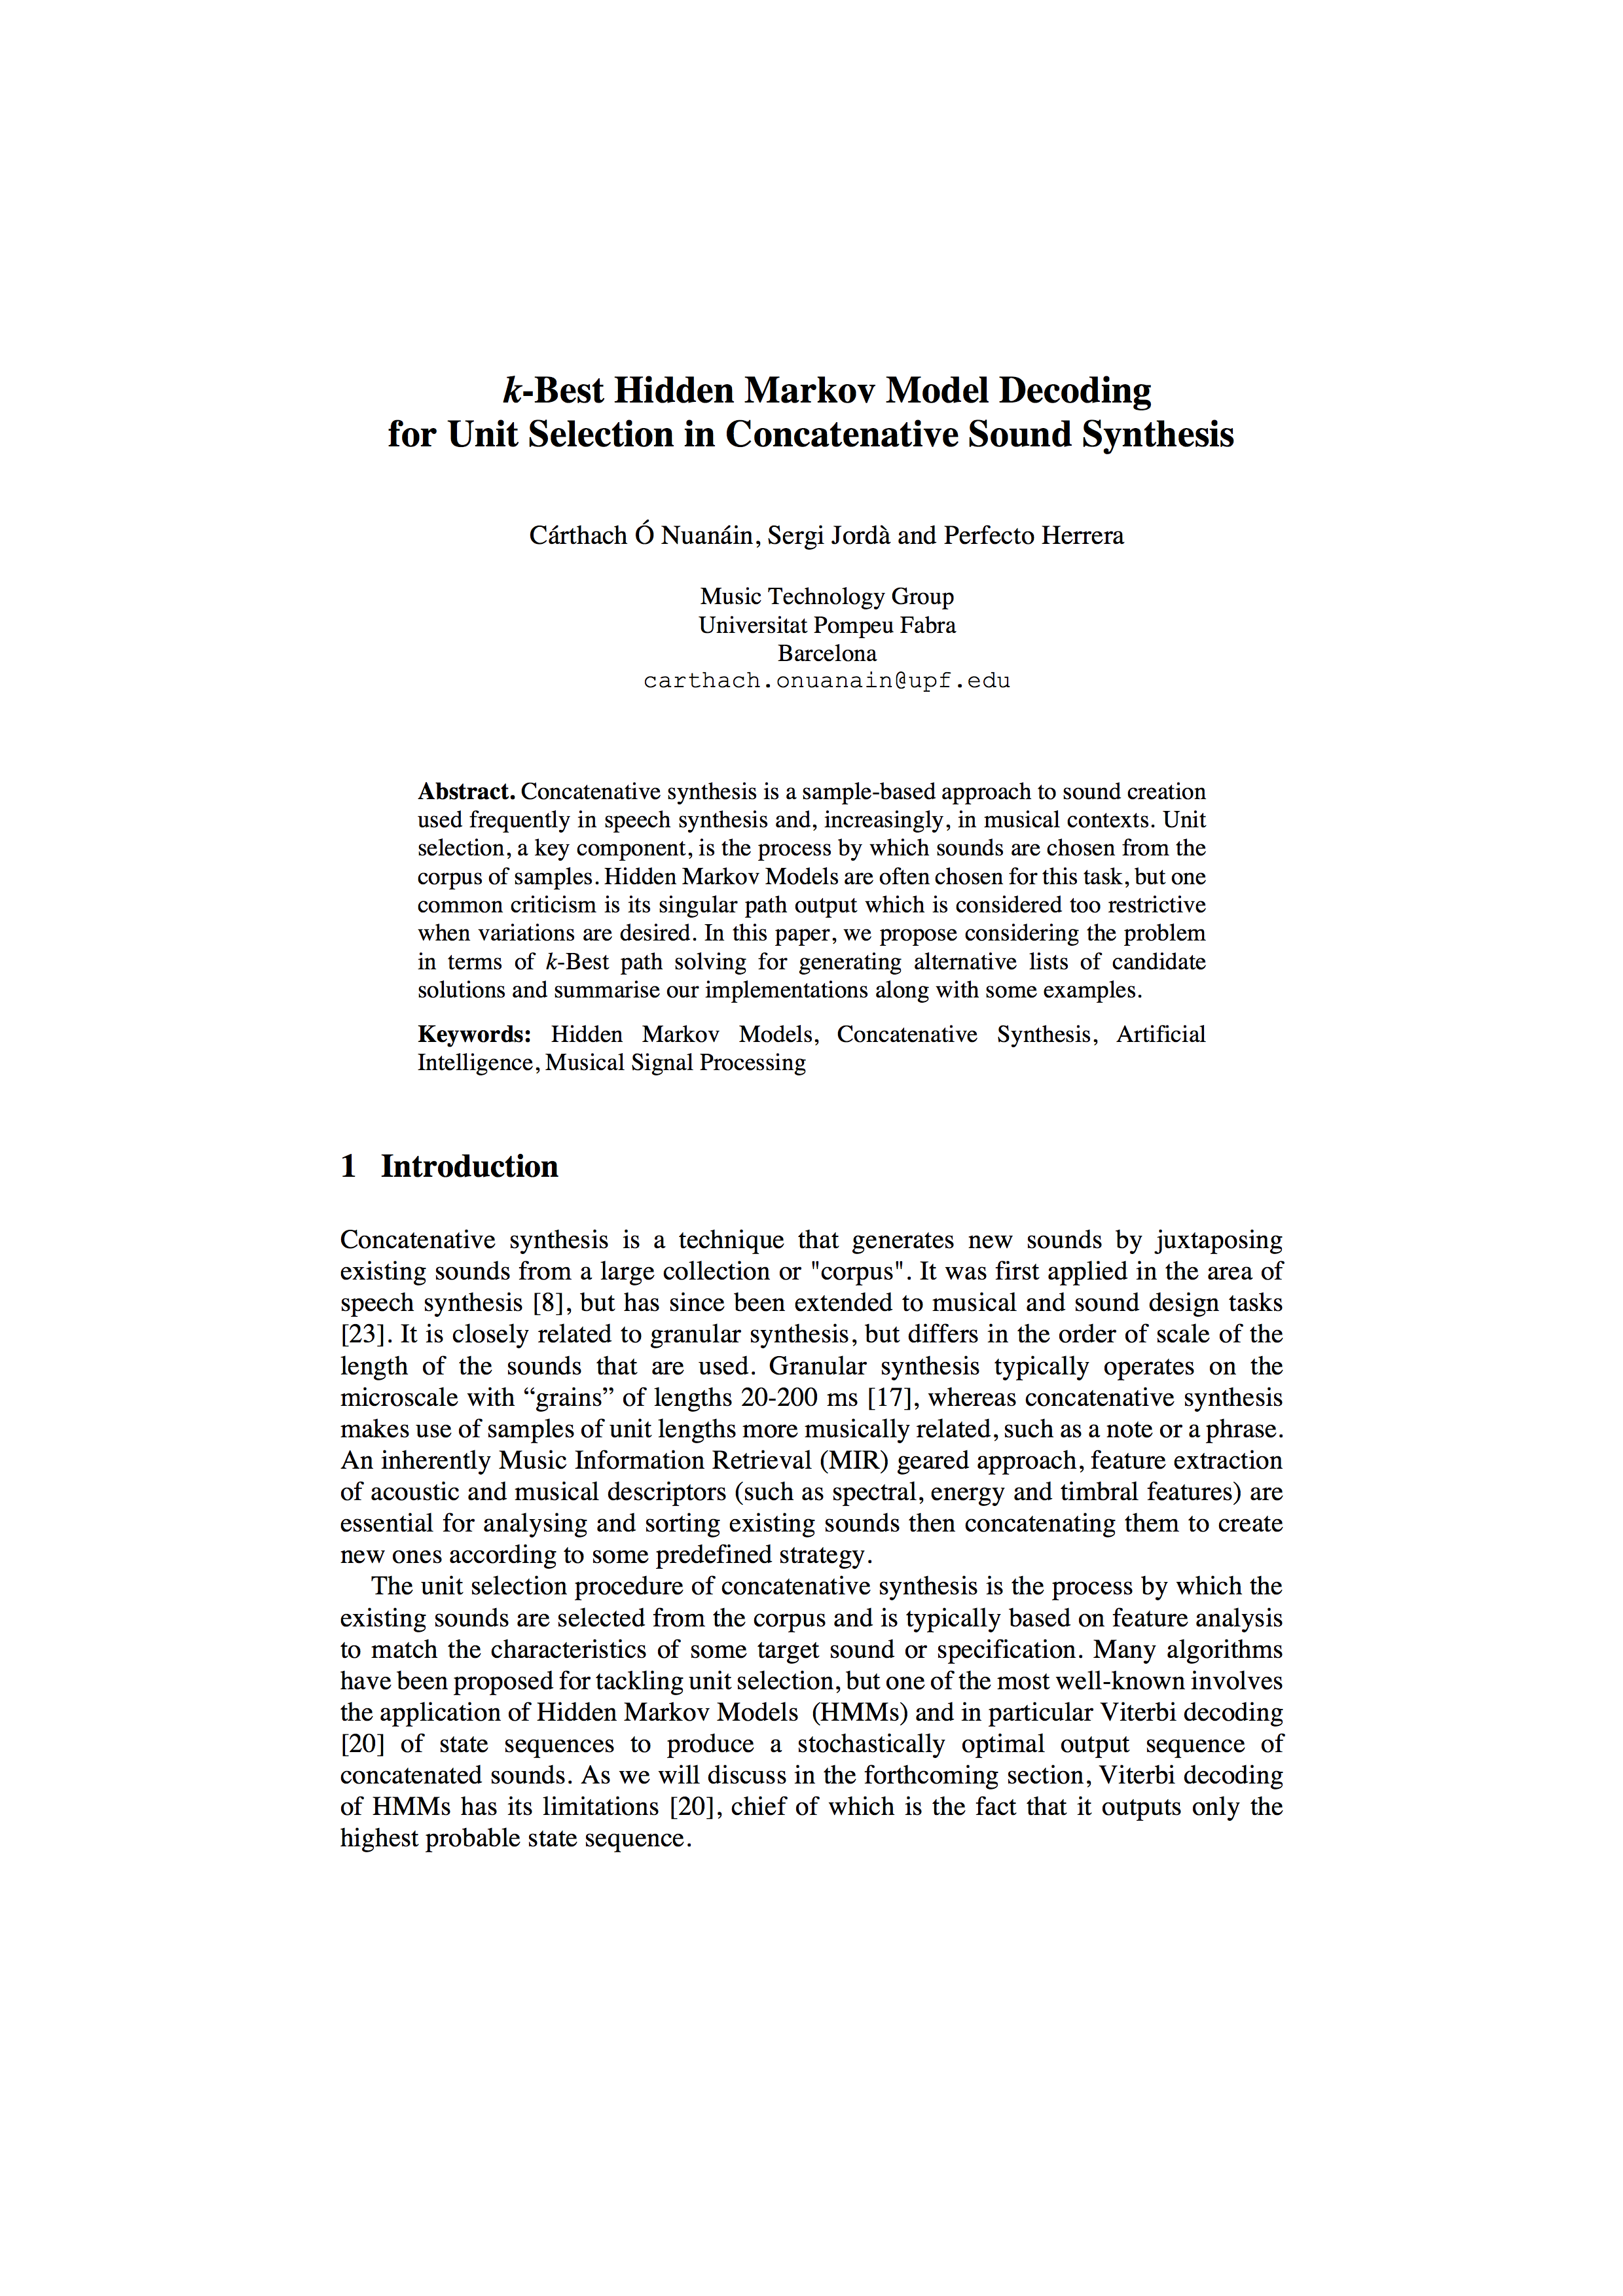 k-Best Hidden Markov Model Decoding
for Unit Selection in Concatenative Sound Synthesis
Cárthach Ó Nuanáin, Sergi Jordà and Perfecto Herrera
Music Technology Group
Universitat Pompeu Fabra
Barcelona
carthach.onuanain@upf.edu
Abstract. Concatenative synthesis is a sample-based approach to sound creation
used frequently in speech synthesis and, increasingly, in musical contexts. Unit
selection, a key component, is the process by which sounds are chosen from the
corpus of samples. Hidden Markov Models are often chosen for this task, but one
common criticism is its singular path output which is considered too restrictive
when variations are desired. In this paper, we propose considering the problem
in terms of k-Best path solving for generating alternative lists of candidate
solutions and summarise our implementations along with some examples.
Keywords: Hidden Markov Models, Concatenative Synthesis, Artificial
Intelligence, Musical Signal Processing
1 Introduction
Concatenative synthesis is a technique that generates new sounds by juxtaposing
existing sounds from a large collection or "corpus". It was first applied in the area of
speech synthesis [8], but has since been extended to musical and sound design tasks
[23]. It is closely related to granular synthesis, but differs in the order of scale of the
length of the sounds that are used. Granular synthesis typically operates on the
microscale with “grains” of lengths 20-200 ms [17], whereas concatenative synthesis
makes use of samples of unit lengths more musically related, such as a note or a phrase.
An inherently Music Information Retrieval (MIR) geared approach, feature extraction
of acoustic and musical descriptors (such as spectral, energy and timbral features) are
essential for analysing and sorting existing sounds then concatenating them to create
new ones according to some predefined strategy.
The unit selection procedure of concatenative synthesis is the process by which the
existing sounds are selected from the corpus and is typically based on feature analysis
to match the characteristics of some target sound or specification. Many algorithms
have been proposed for tackling unit selection, but one of the most well-known involves
the application of Hidden Markov Models (HMMs) and in particular Viterbi decoding
[20] of state sequences to produce a stochastically optimal output sequence of
concatenated sounds. As we will discuss in the forthcoming section, Viterbi decoding
of HMMs has its limitations [20], chief of which is the fact that it outputs only the
highest probable state sequence.